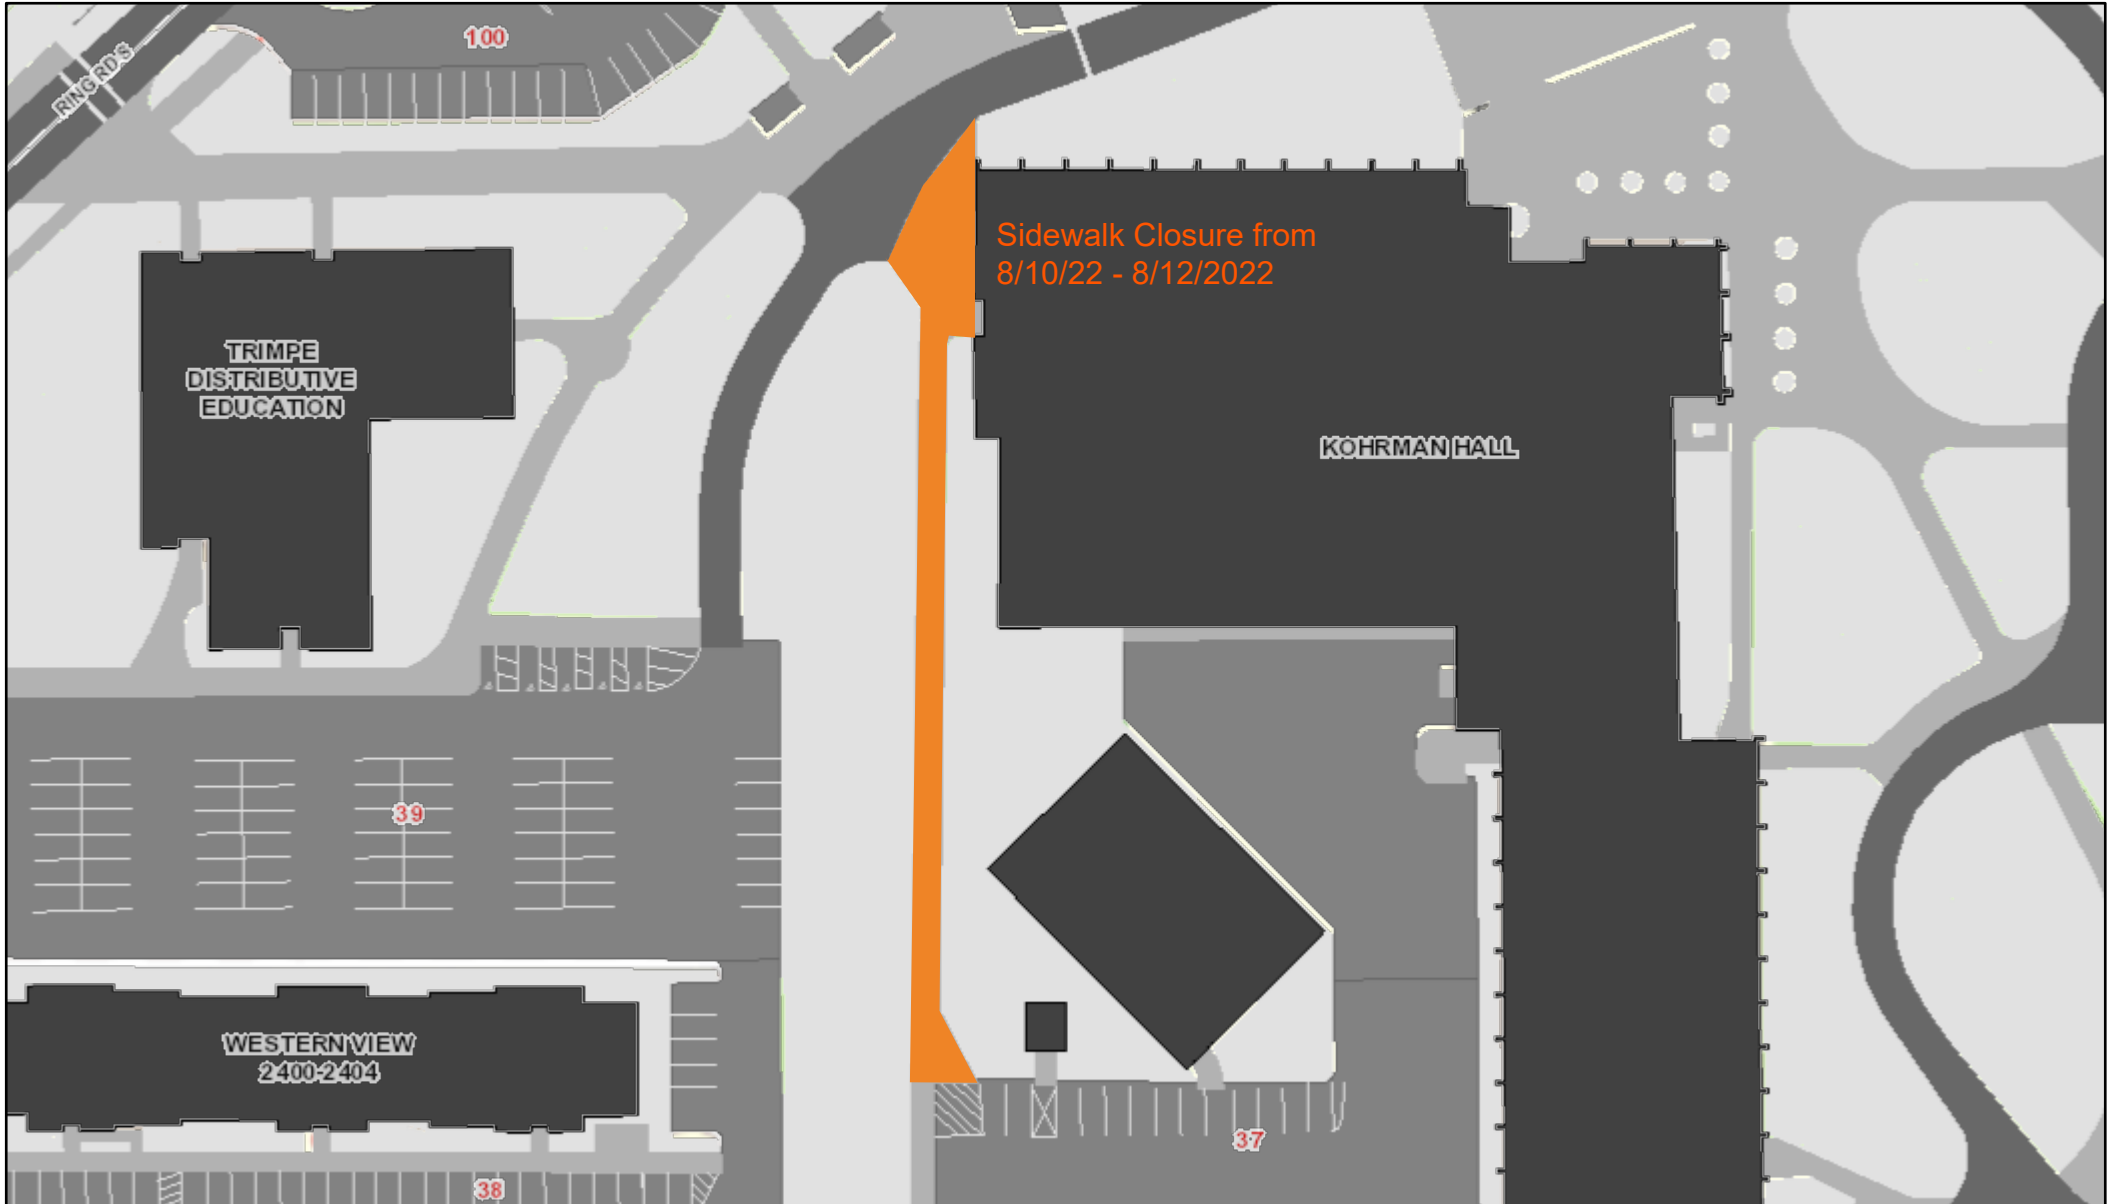 100
RING RD S
Sidewalk Closure from
8/10/22 - 8/12/2022
TRIMPE
DISTRIBUTIVE
EDUCATION
KOHRMAN HALL
39
WESTERN VIEW
2400-2404
37
38